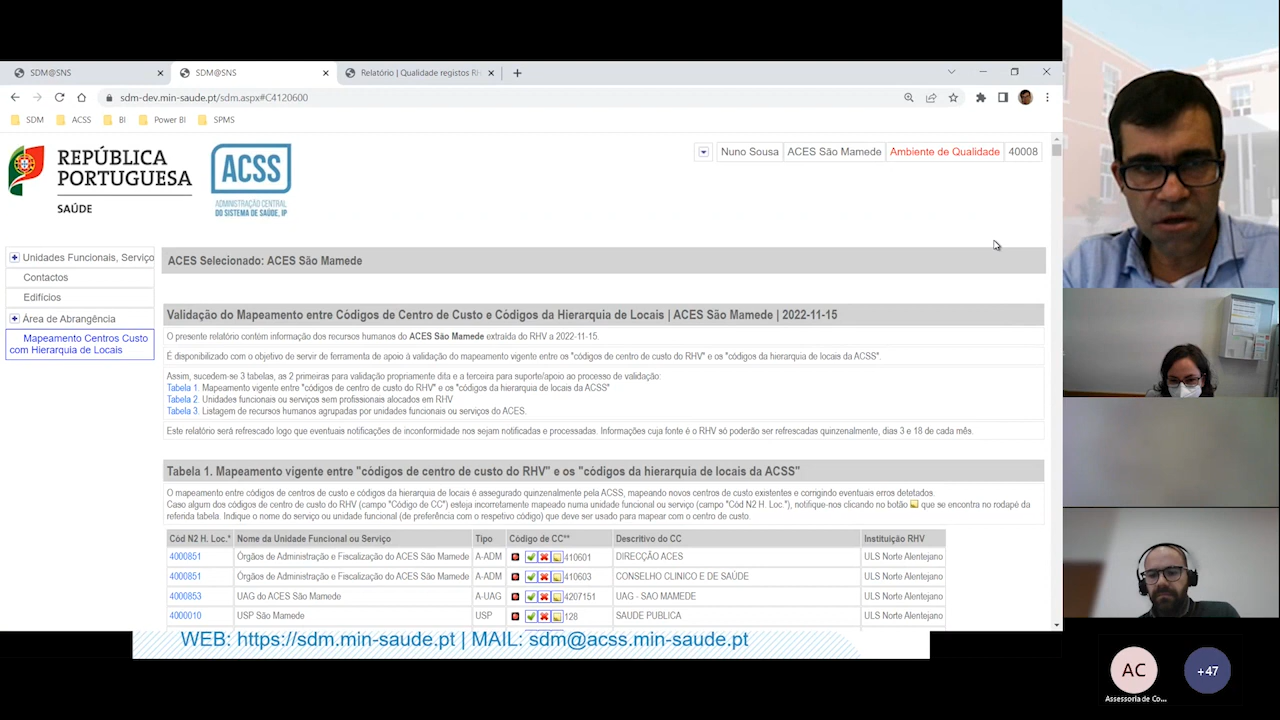 SDM@SNS
SDM@SNS
Relatório | Qualidade registos RH
sdm-dev.min-saude.pt/sdm.aspx#C4120600
SDM ACSS BI Power BI SPMS
REPÚBLICA
PORTUGUESA
SAÚDE
ACSS
ADMINISTRAÇÃO CENTRAL
DO SISTEMA DE SAÚDE, IP
Nuno Sousa ACES São Mamede Ambiente de Qualidade 40008
Unidades Funcionais, Serviço
Contactos
Edifícios
Área de Abrangência
Mapeamento Centros Custo
com Hierarquia de Locais
ACES Selecionado: ACES São Mamede
Validação do Mapeamento entre Códigos de Centro de Custo e Códigos da Hierarquia de Locais | ACES São Mamede | 2022-11-15
O presente relatório contém informação dos recursos humanos do ACES São Mamede extraída do RHV a 2022-11-15.
É disponibilizado com o objetivo de servir de ferramenta de apoio à validação do mapeamento vigente entre os "códigos de centro de custo do RHV" e os "códigos da hierarquia de locais da ACSS".
Assim, sucedem-se 3 tabelas, as 2 primeiras para validação propriamente dita e a terceira para suporte/apoio ao processo de validação:
Tabela 1. Mapeamento vigente entre "códigos de centro de custo do RHV" e os "códigos da hierarquia de locais da ACSS"
Tabela 2. Unidades funcionais ou serviços sem profissionais alocados em RHV
Tabela 3. Listagem de recursos humanos agrupadas por unidades funcionais ou serviços do ACES.
Este relatório será refrescado logo que eventuais notificações de inconformidade nos sejam notificadas e processadas. Informações cuja fonte é o RHV só poderão ser refrescadas quinzenalmente, dias 3 e 18 de cada mês.
Tabela 1. Mapeamento vigente entre "códigos de centro de custo do RHV" e os "códigos da hierarquia de locais da ACSS"
O mapeamento entre códigos de centros de custo e códigos da hierarquia de locais é assegurado quinzenalmente pela ACSS, mapeando novos centros de custo existentes e corrigindo eventuais erros detetados.
Caso algum dos códigos de centro de custo do RHV (campo "Código de CC") esteja incorretamente mapeado numa unidade funcional ou serviço (campo "Cód N2 H. Loc."), notifique-nos clicando no botão que se encontra no rodapé da
referida tabela. Indique o nome do serviço ou unidade funcional (de preferência com o respetivo código) que deve ser usado para mapear com o centro de custo.
Cód N2 H. Loc.* Nome da Unidade Funcional ou Serviço Tipo Código de CC** Descritivo do CC Instituição RHV
4000851 Órgãos de Administração e Fiscalização do ACES São Mamede A-ADM 410601 DIRECÇÃO ACES ULS Norte Alentejano
4000851 Órgãos de Administração e Fiscalização do ACES São Mamede A-ADM 410603 CONSELHO CLINICO E DE SAÚDE ULS Norte Alentejano
4000853 UAG do ACES São Mamede A-UAG 4207151 UAG - SAO MAMEDE ULS Norte Alentejano
4000010 USP São Mamede USP 128 SAUDE PUBLICA ULS Norte Alentejano
WEB: https://sdm.min-saude.pt | MAIL: sdm@acss.min-saude.pt
AC
+47
Assessoria de Co...